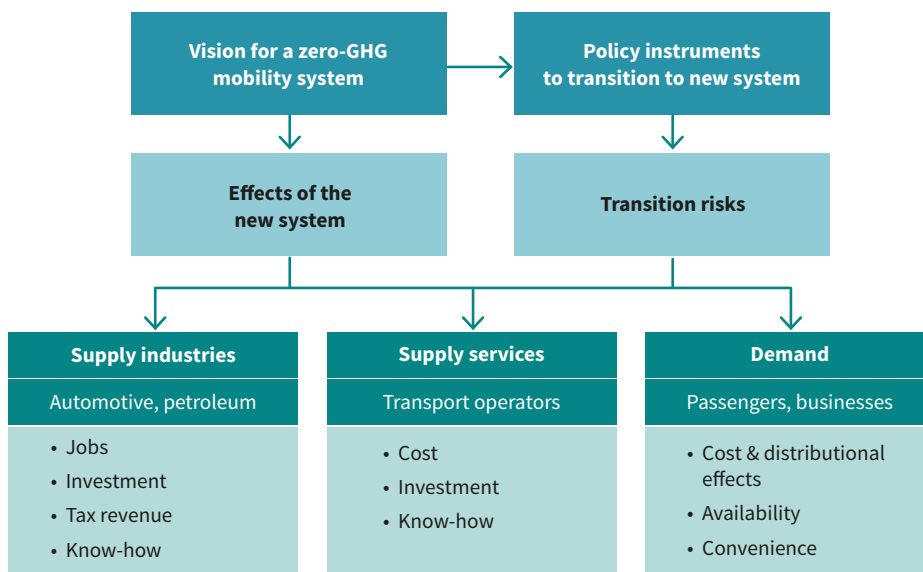 Vision for a zero-GHG
mobility system
Policy instruments
to transition to new system
Effects of the
new system
Transition risks
Supply industries
Automotive, petroleum
• Jobs
• Investment
• Tax revenue
• Know-how
Supply services
Transport operators
• Cost
• Investment
• Know-how
Demand
Passengers, businesses
• Cost & distributional
effects
• Availability
• Convenience